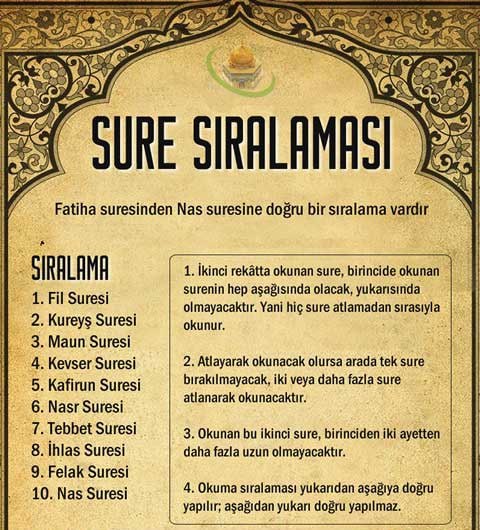 SURE SIRALAMASI
Fatiha suresinden Nas suresine doğru bir sıralama vardır
SIRALAMA
1. Fil Suresi
2. Kureyş Suresi
3. Maun Suresi
4. Kevser Suresi
5. Kafirun Suresi
6. Nasr Suresi
7. Tebbet Suresi
8. İhlas Suresi
9. Felak Suresi
10. Nas Suresi
1. İkinci rekâtta okunan sure, birincide okunan
surenin hep aşağısında olacak, yukarısında
olmayacaktır. Yani hiç sure atlamadan sırasıyla
okunur.
2. Atlayarak okunacak olursa arada tek sure
bırakılmayacak, iki veya daha fazla sure
atlanarak okunacaktır.
3. Okunan bu ikinci sure, birinciden iki ayetten
daha fazla uzun olmayacaktır.
4. Okuma sıralaması yukarıdan aşağıya doğru
yapılır; aşağıdan yukarı doğru yapılmaz.